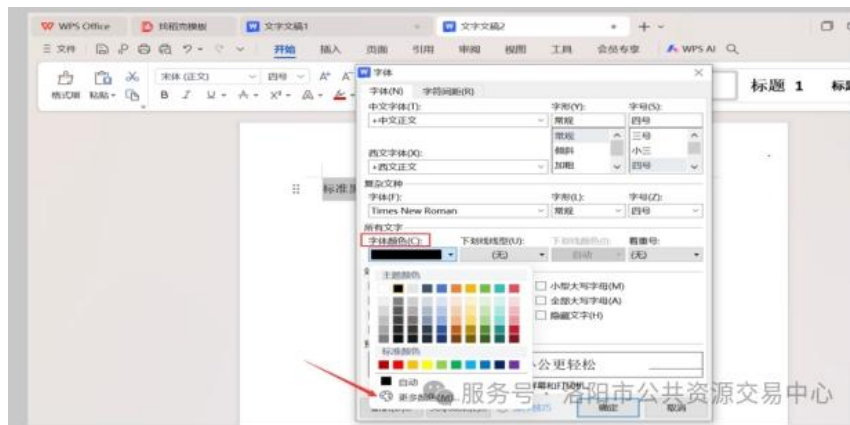 WPS Office 找稻壳模板 文字文稿1 文字文稿2
三 文件 开始 插入 页面 引用 审阅 视图 工具 会员专享 WPS AI
格式刷 粘贴 宋体 (正文) 四号 标题 1 标题
字体
字体(N) 字符间距(R)
中文字体(T): 字形(Y): 字号(S):
+中文正文 常规 四号
常规 三号
西文字体(X): 倾斜 小三
+西文正文 加粗 四号
复杂文种
字体(F): 字形(L): 字号(Z):
Times New Roman 常规 四号
所有文字
字体颜色(C): 下划线线型(U): 下划线颜色(I): 着重号:
(无) 自动 (无)
主题颜色
小型大写字母(M)
全部大写字母(A)
隐藏文字(H)
标准颜色
公更轻松
自动
更多颜色(M)...
确定 取消
服务号 · 洛阳市公共资源交易中心